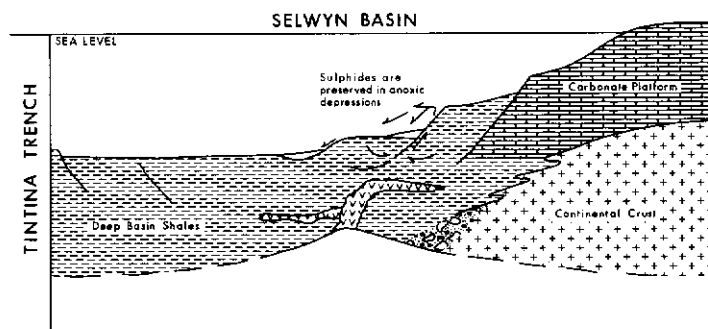 SELWYN BASIN
SEA LEVEL
Sulphides are
preserved in anoxic
depressions
Carbonate Platform
TINTINA TRENCH
Continental Crust
Deep Basin Shales